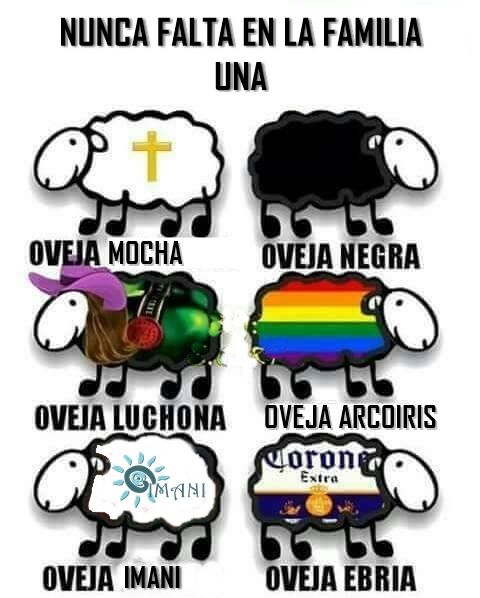 NUNCA FALTA EN LA FAMILIA
UNA
OVEJA MOCHA
OVEJA NEGRA
OVEJA LUCHONA
OVEJA ARCOIRIS
IMANI
Corona
Extra
OVEJA IMANI
OVEJA EBRIA